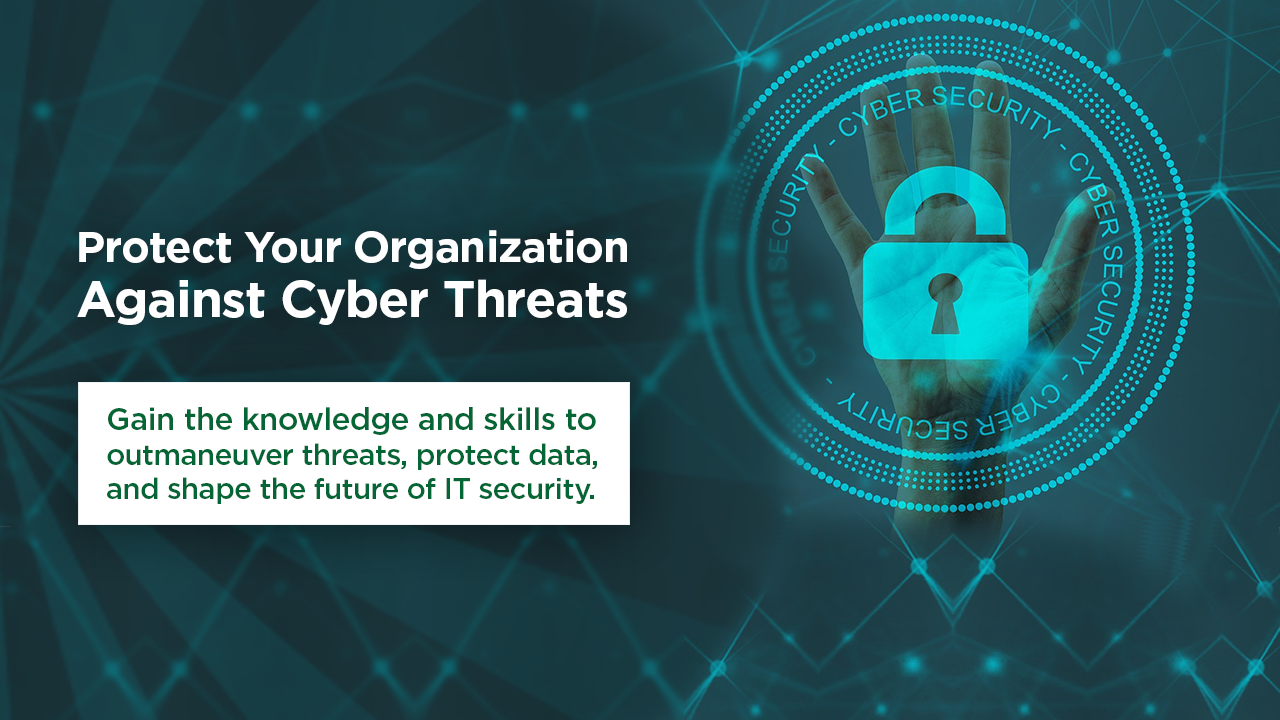 Protect Your Organization
Against Cyber Threats
Gain the knowledge and skills to
outmaneuver threats, protect data,
and shape the future of IT security.
CYBER SECURITY - CYBER SECURITY - CYBER SECURITY - CYBER SECURITY -